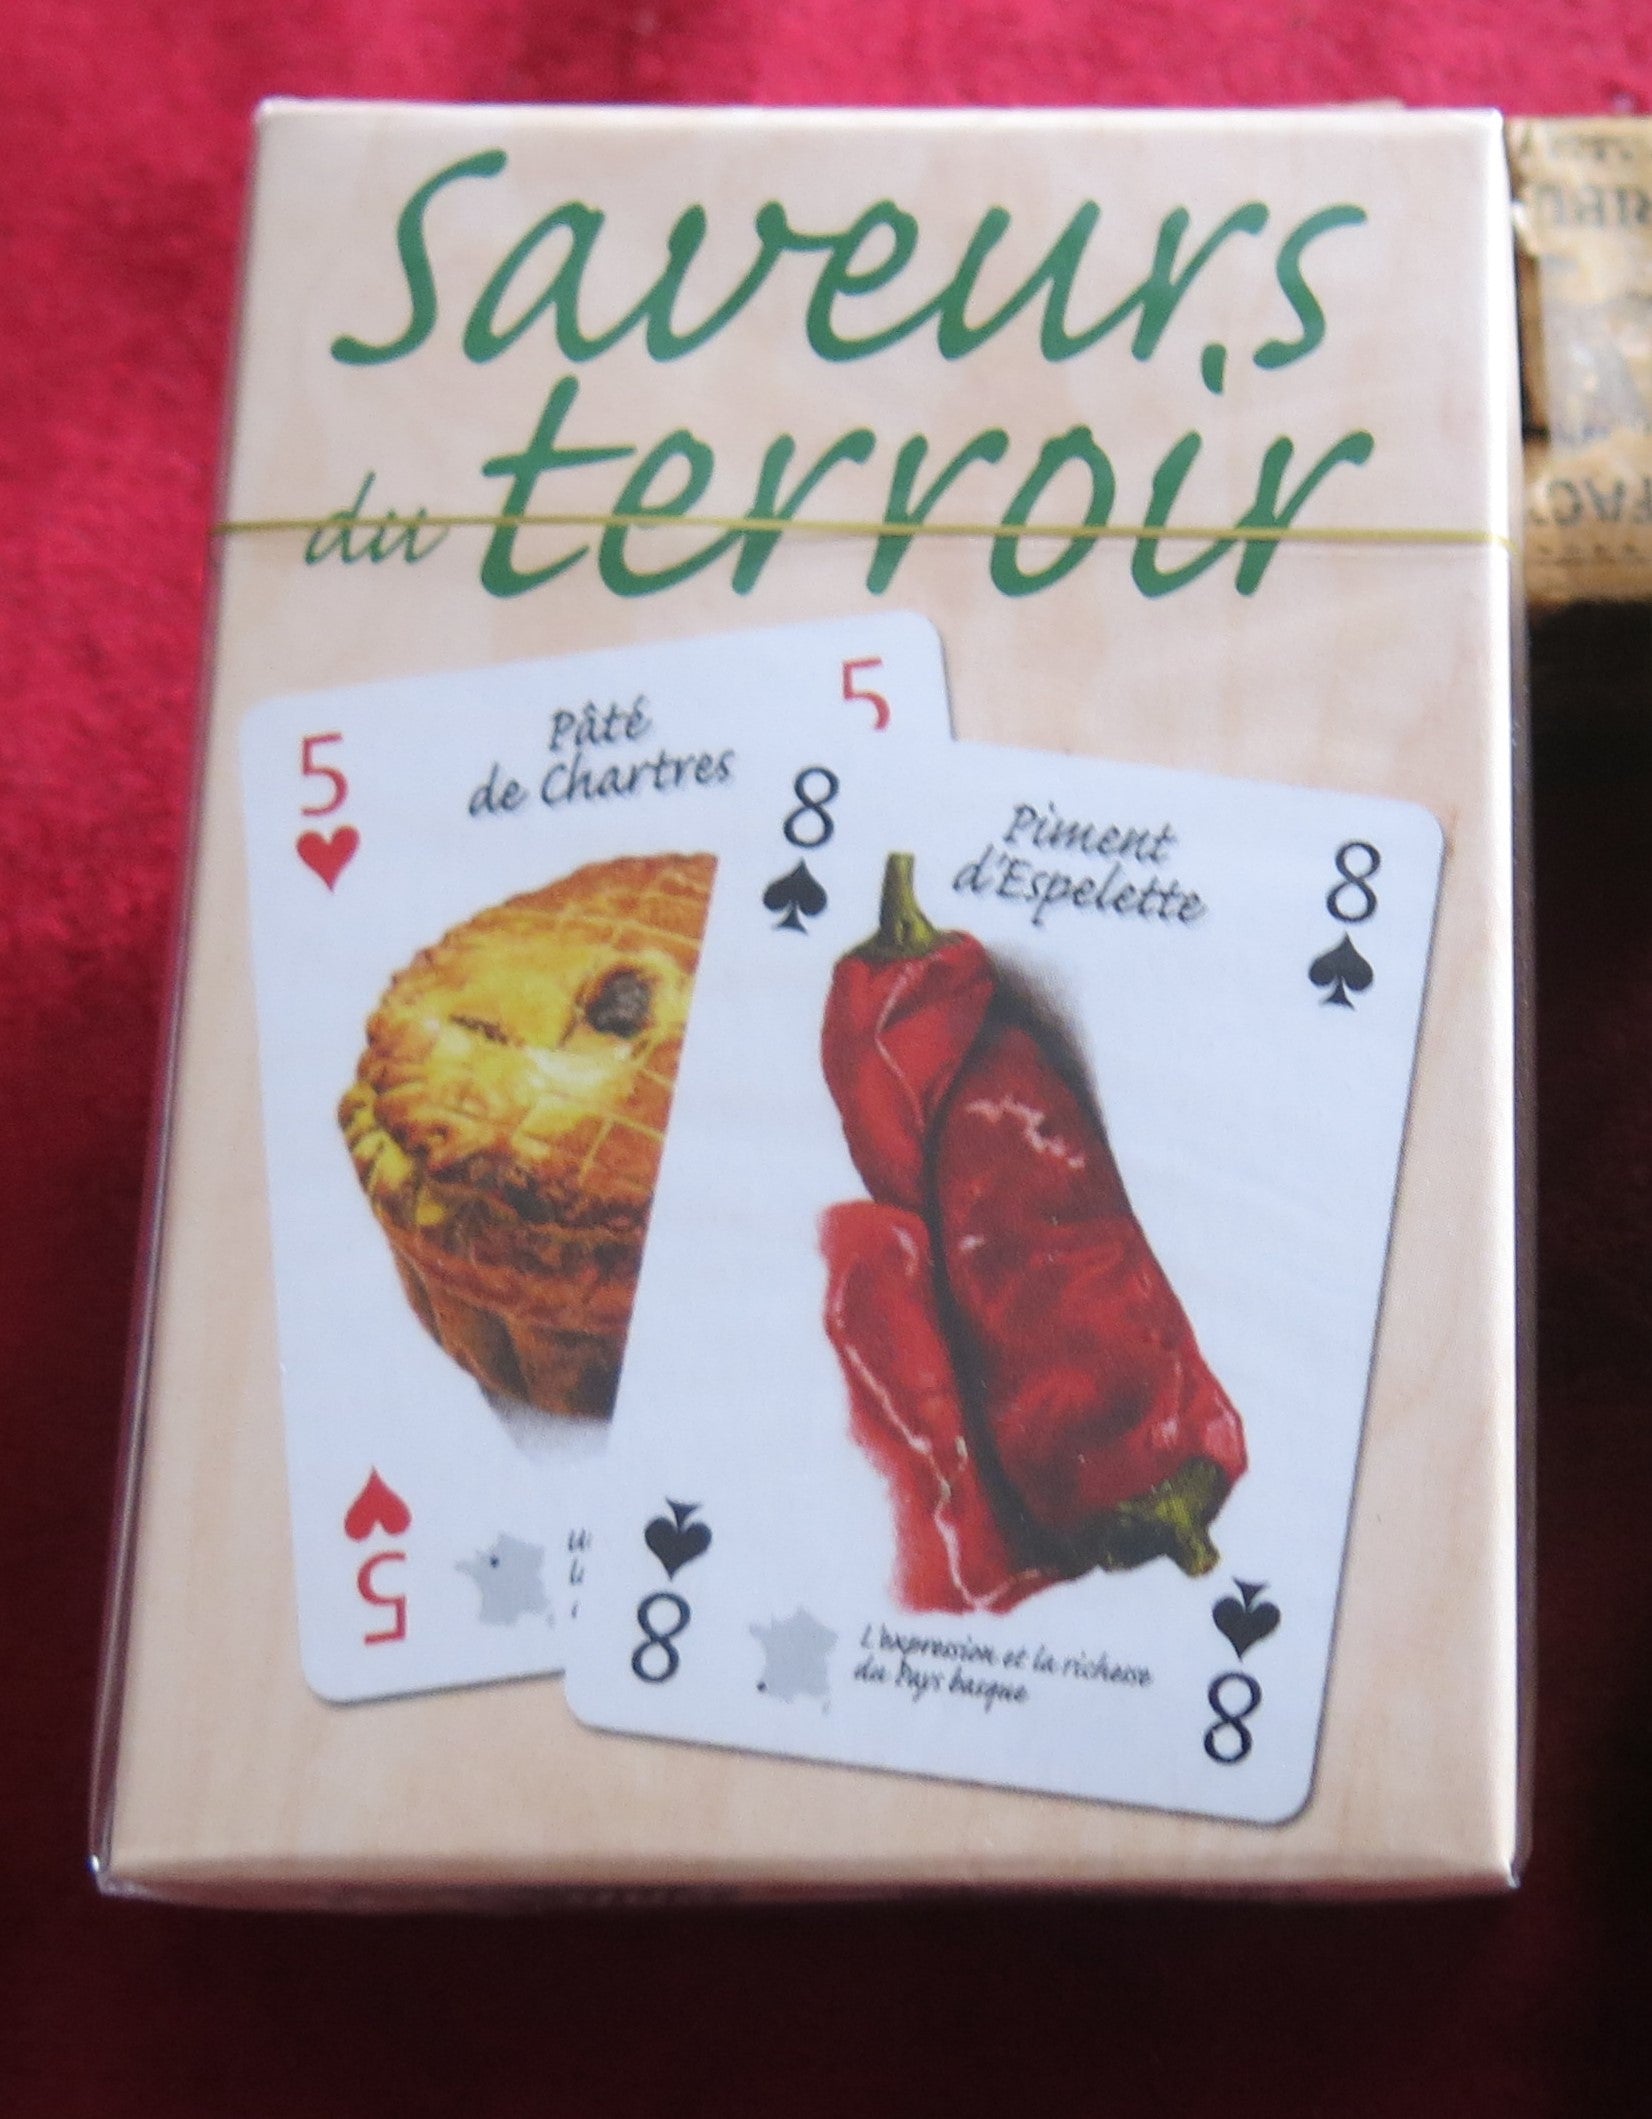 Saveurs
du terroir
5
Pâté
de Chartres
5
8
Piment
d'Espelette
8
5
8
L'expression et la richesse
du Pays basque
8